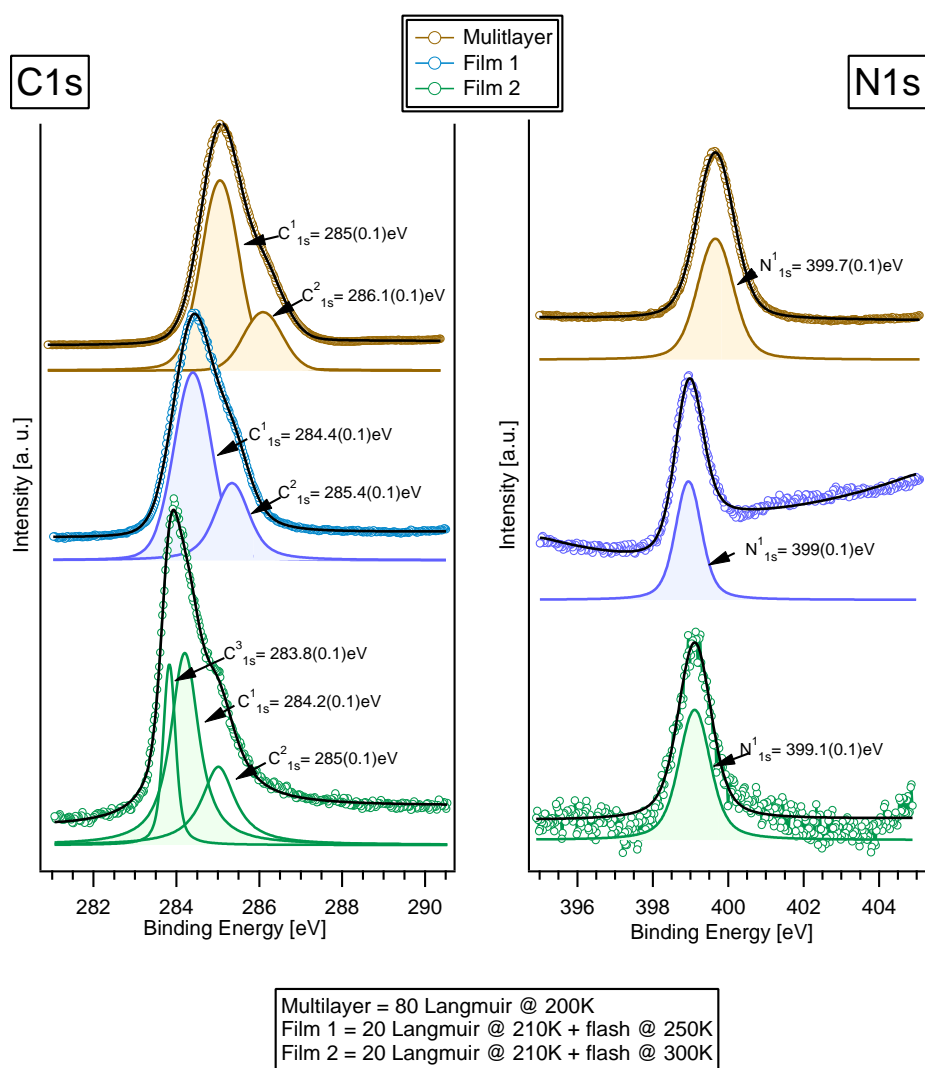 Mulitlayer
Film 1
Film 2
C1s
N1s
C¹₁ₛ= 285(0.1)eV
C²₁ₛ= 286.1(0.1)eV
C¹₁ₛ= 284.4(0.1)eV
C²₁ₛ= 285.4(0.1)eV
C³₁ₛ= 283.8(0.1)eV
C¹₁ₛ= 284.2(0.1)eV
C²₁ₛ= 285(0.1)eV
Intensity [a. u.]
282 284 286 288 290
Binding Energy [eV]
N¹₁ₛ= 399.7(0.1)eV
N¹₁ₛ= 399(0.1)eV
N¹₁ₛ= 399.1(0.1)eV
Intensity [a.u.]
396 398 400 402 404
Binding Energy [eV]
Multilayer = 80 Langmuir @ 200K
Film 1 = 20 Langmuir @ 210K + flash @ 250K
Film 2 = 20 Langmuir @ 210K + flash @ 300K